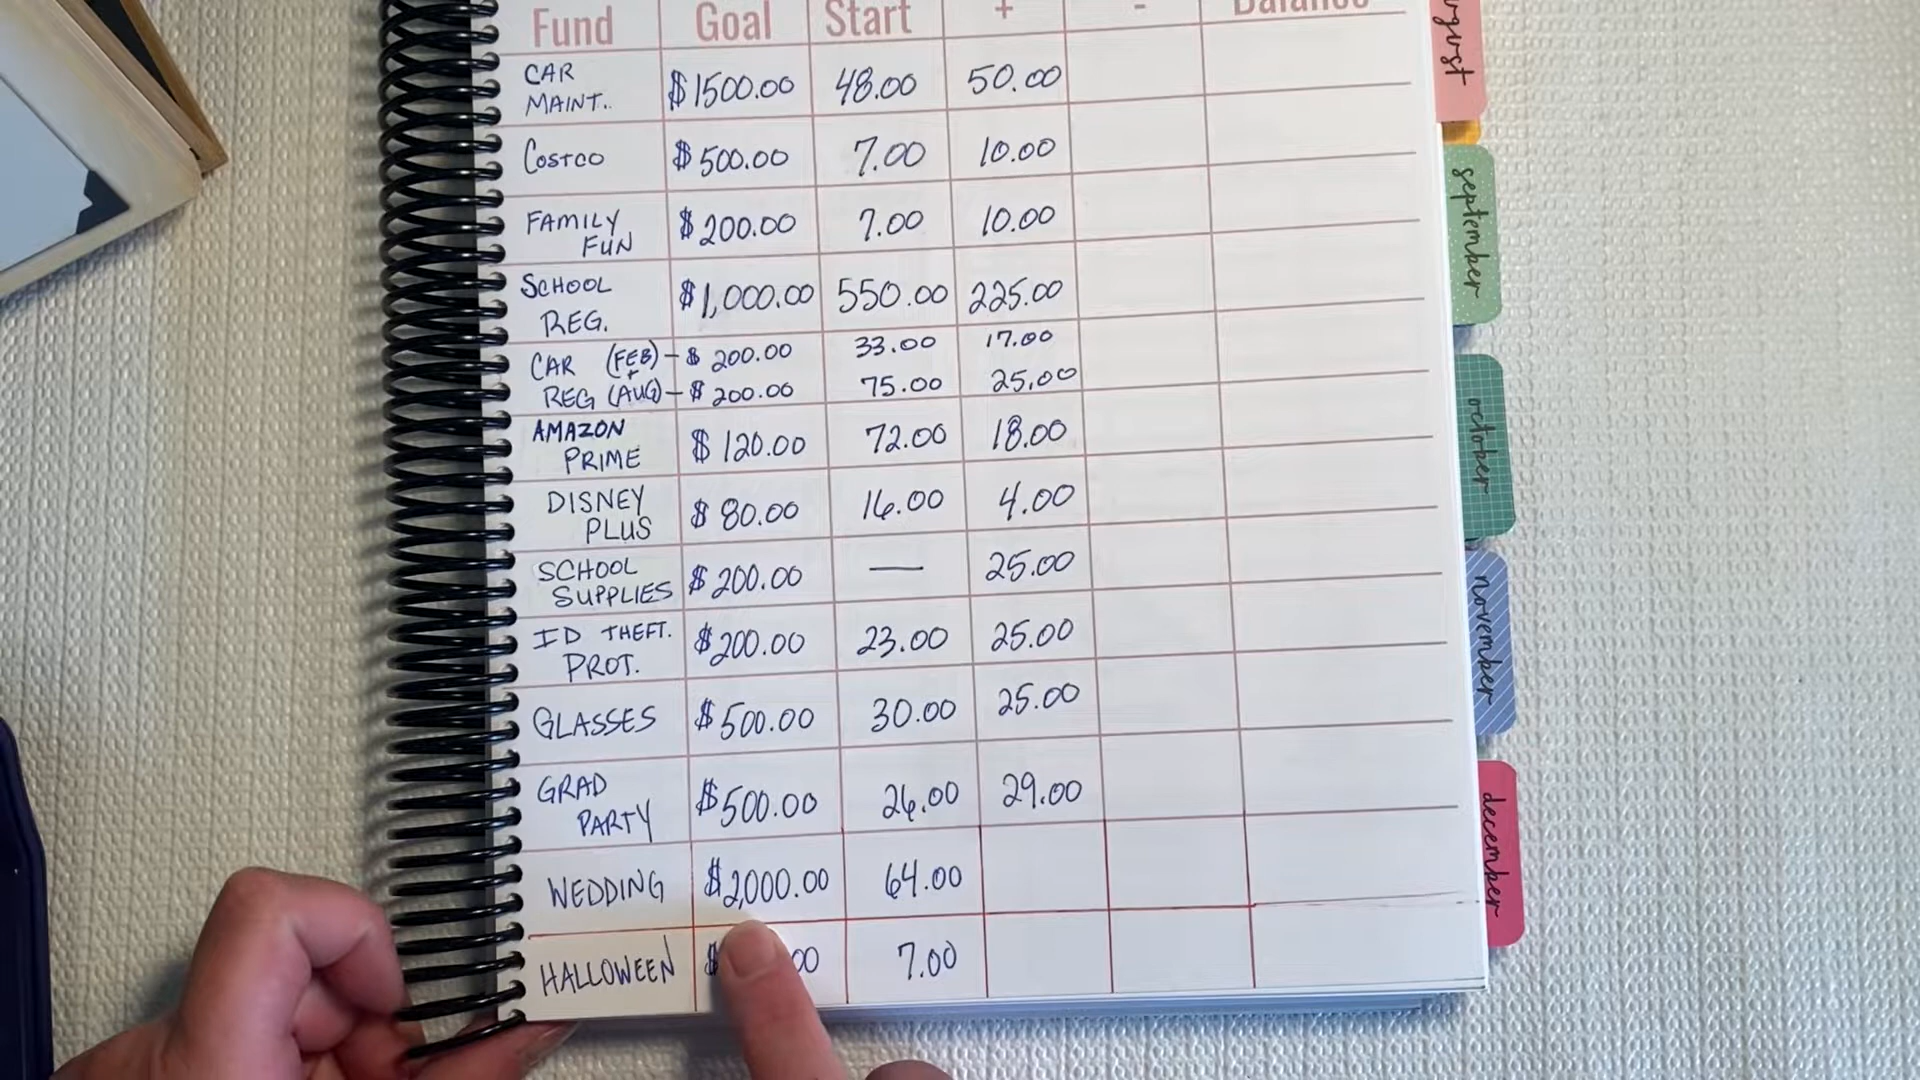 Fund Goal Start + - Balance
CAR
MAINT.. $1500.00 48.00 50.00
COSTCO $500.00 7.00 10.00
FAMILY
FUN $200.00 7.00 10.00
SCHOOL
REG. $1,000.00 550.00 225.00
CAR (FEB) - $ 200.00 33.00 17.00
+
REG (AUG) - $ 200.00 75.00 25.00
AMAZON
PRIME $ 120.00 72.00 18.00
DISNEY
PLUS $ 80.00 16.00 4.00
SCHOOL
SUPPLIES $ 200.00 — 25.00
ID THEFT.
PROT. $200.00 23.00 25.00
GLASSES $500.00 30.00 25.00
GRAD
PARTY $500.00 26.00 29.00
WEDDING $2,000.00 64.00
HALLOWEEN $ 00 7.00
august
september
october
november
december